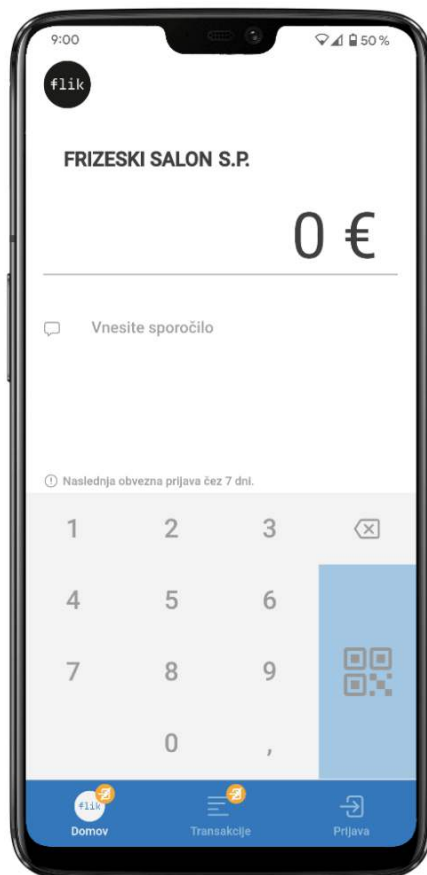 9:00
50 %
flik
FRIZESKI SALON S.P.
0 €
Vnesite sporočilo
Naslednja obvezna prijava čez 7 dni.
1 2 3
4 5 6
7 8 9
0 ,
flik
Domov Transakcije Prijava